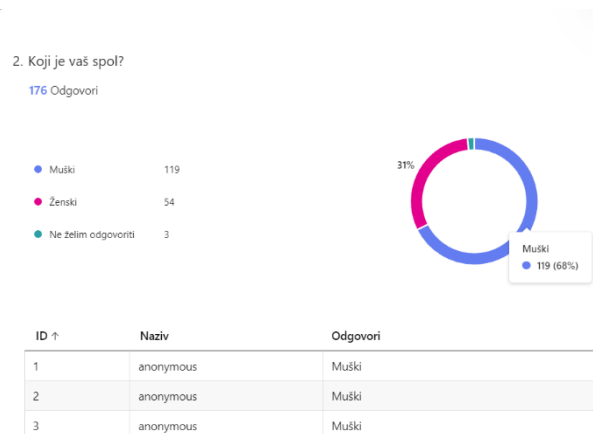 2. Koji je vaš spol?
176 Odgovori
Muški 119
Ženski 54
Ne želim odgovoriti 3
31%
Muški
119 (68%)
ID ↑ Naziv Odgovori
1 anonymous Muški
2 anonymous Muški
3 anonymous Muški